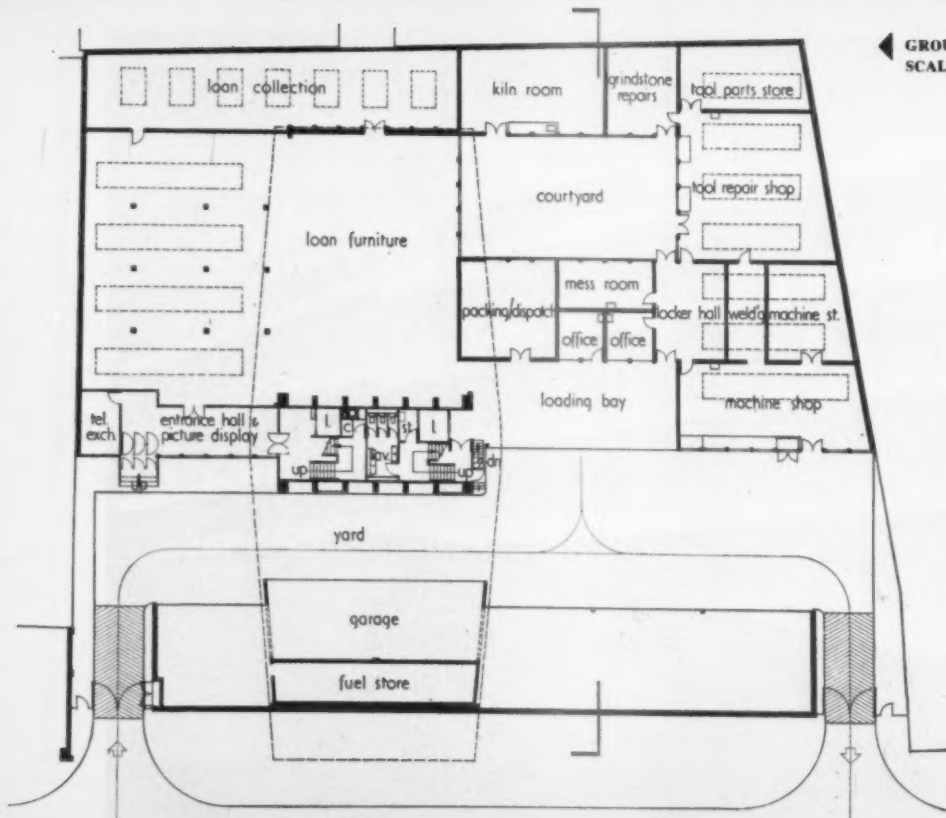 GROU
SCAL
loan collection
kiln room
grindstone
repairs
tool parts store
courtyard
tool repair shop
loan furniture
mess room
packing/dispatch
office
office
locker hall
weld'g
machine st.
loading bay
machine shop
tel.
exch.
entrance hall &
picture display
l.
c
st.
l.
lav.
up
up
dn
up
yard
garage
fuel store